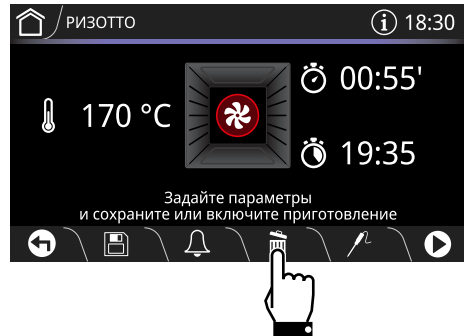 РИЗОТТО
18:30
170 °C
00:55'
19:35
Задайте параметры
и сохраните или включите приготовление